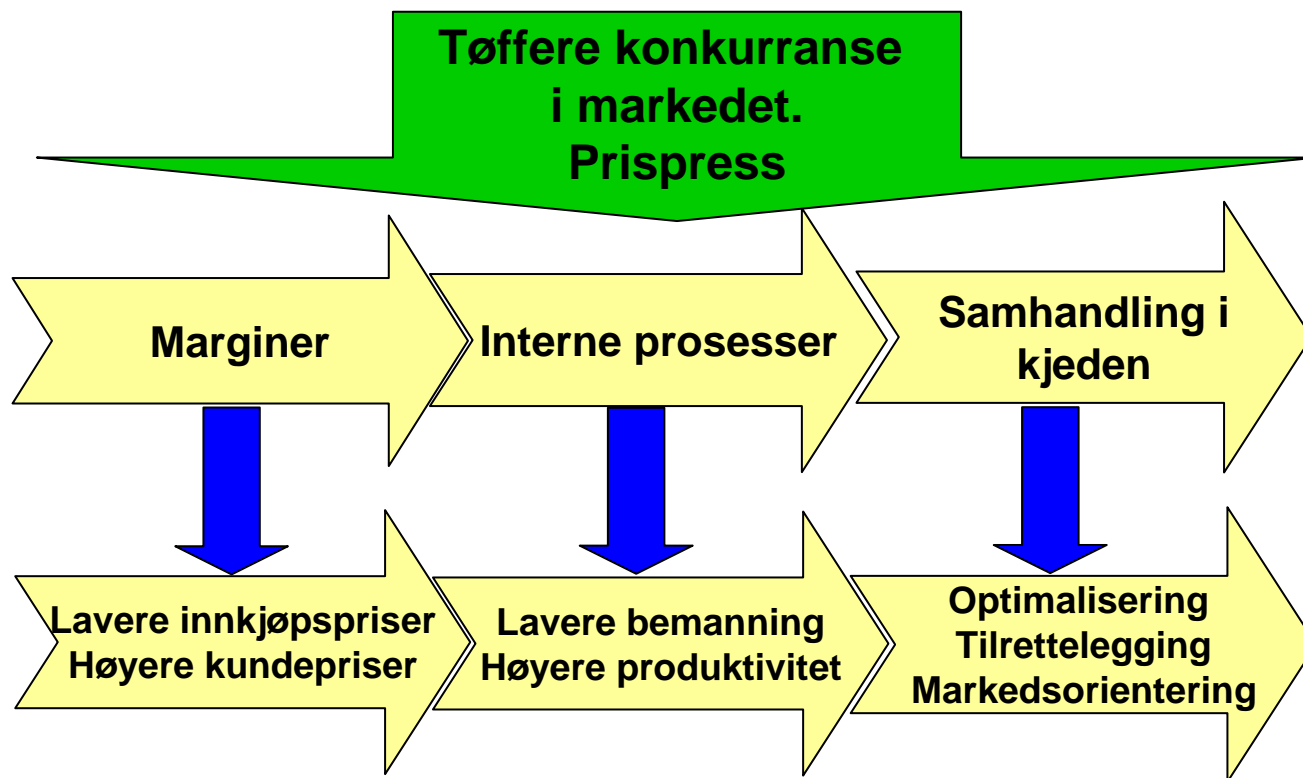 Tøffere konkurranse
i markedet.
Prispress
Marginer
Interne prosesser
Samhandling i
kjeden
Lavere innkjøpspriser
Høyere kundepriser
Lavere bemanning
Høyere produktivitet
Optimalisering
Tilrettelegging
Markedsorientering